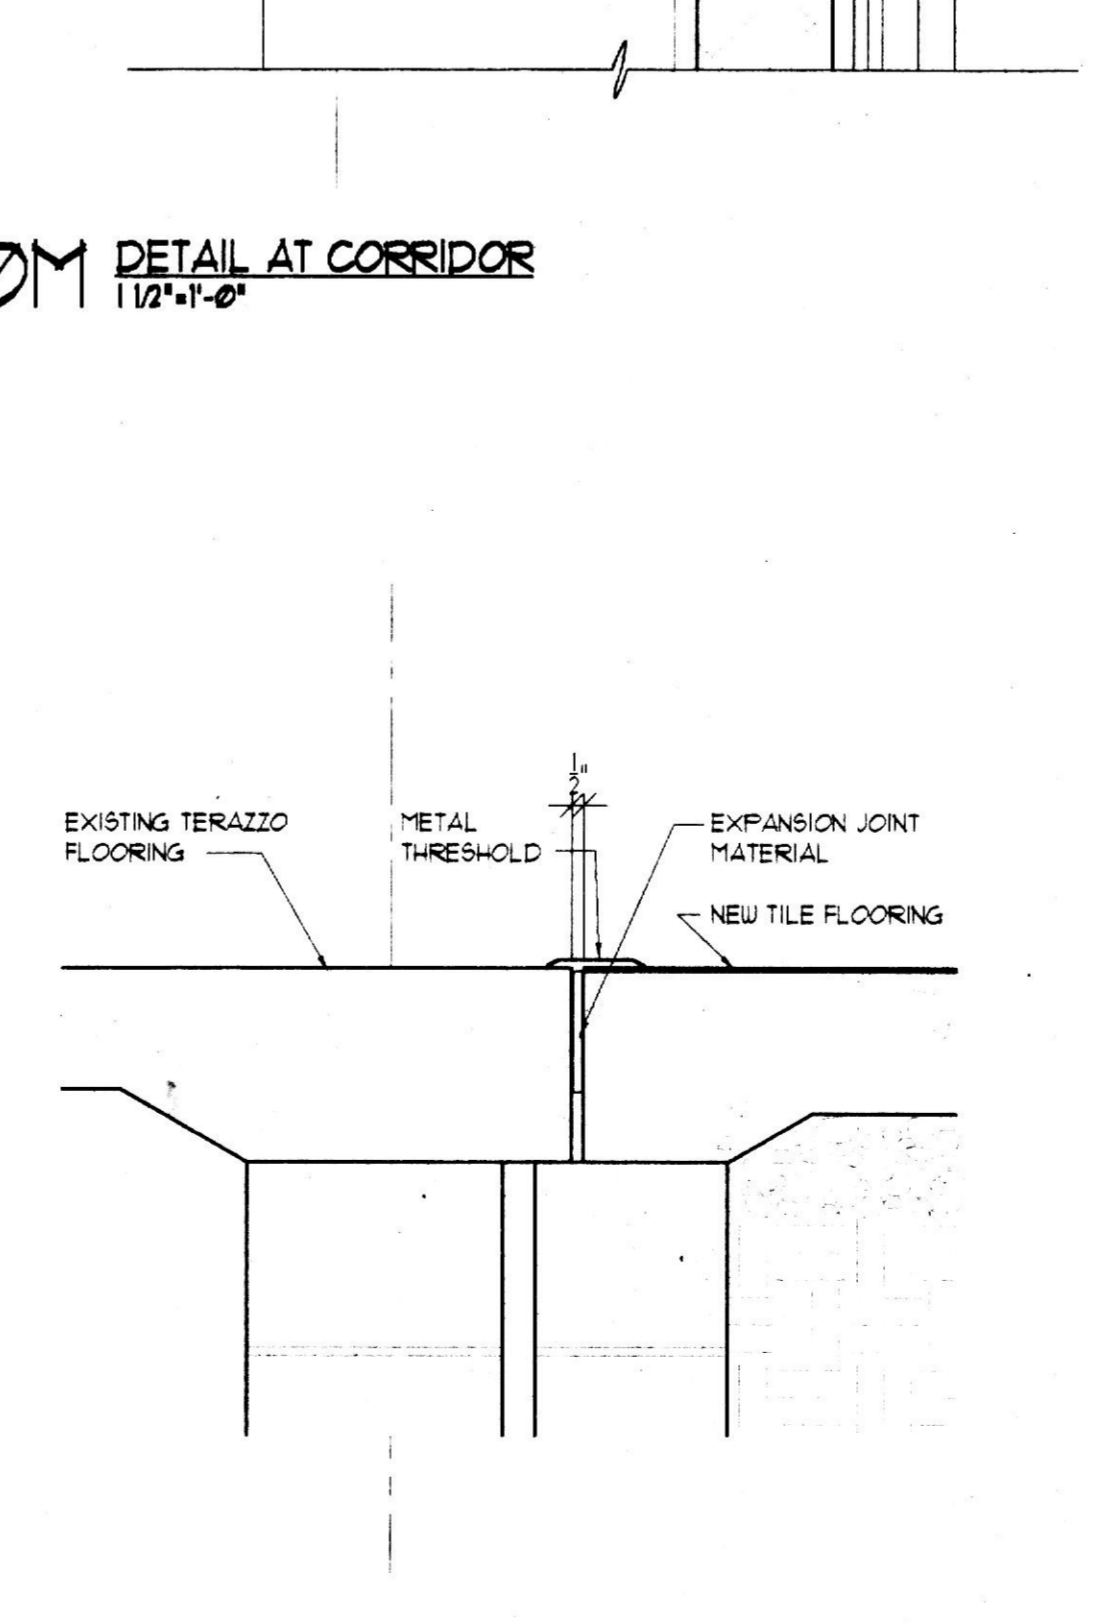 ØM DETAIL AT CORRIDOR
1 1/2"=1'-Ø"
1/2"
EXISTING TERAZZO
FLOORING
METAL
THRESHOLD
EXPANSION JOINT
MATERIAL
NEW TILE FLOORING